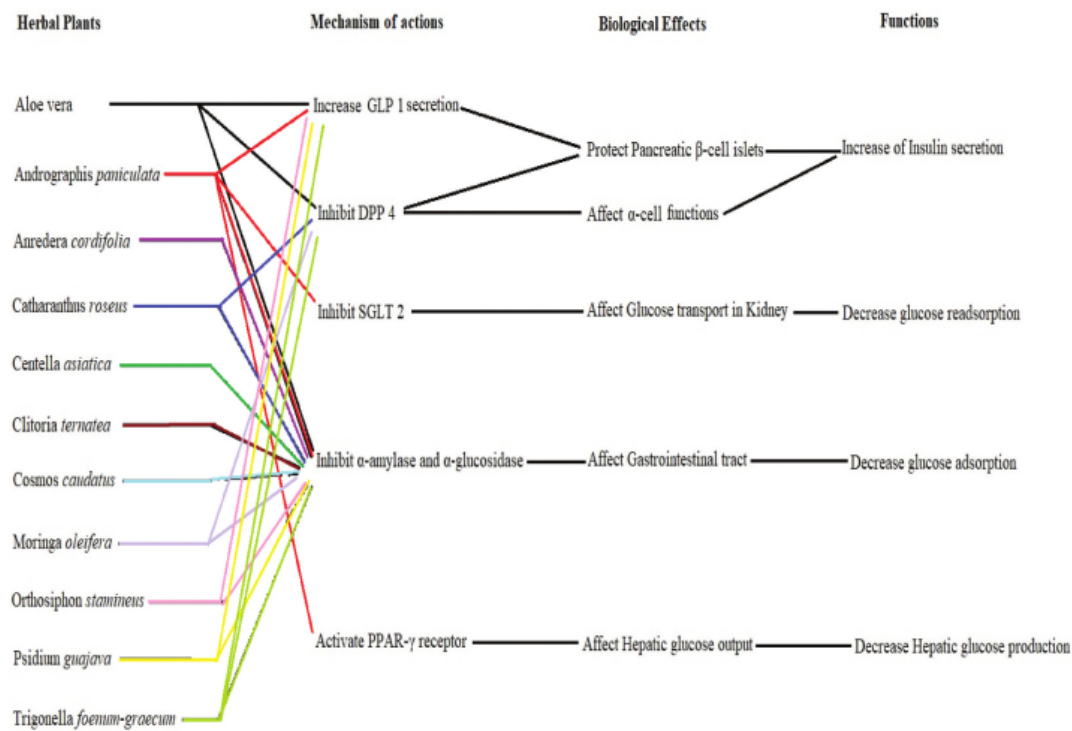 Herbal Plants Mechanism of actions Biological Effects Functions
Aloe vera Increase GLP 1 secretion
Protect Pancreatic β-cell islets Increase of Insulin secretion
Andrographis paniculata
Inhibit DPP 4 Affect α-cell functions
Anredera cordifolia
Catharanthus roseus Inhibit SGLT 2 Affect Glucose transport in Kidney Decrease glucose readsorption
Centella asiatica
Clitoria ternatea
Inhibit α-amylase and α-glucosidase Affect Gastrointestinal tract Decrease glucose adsorption
Cosmos caudatus
Moringa oleifera
Orthosiphon stamineus
Activate PPAR-γ receptor Affect Hepatic glucose output Decrease Hepatic glucose production
Psidium guajava
Trigonella foenum-graecum